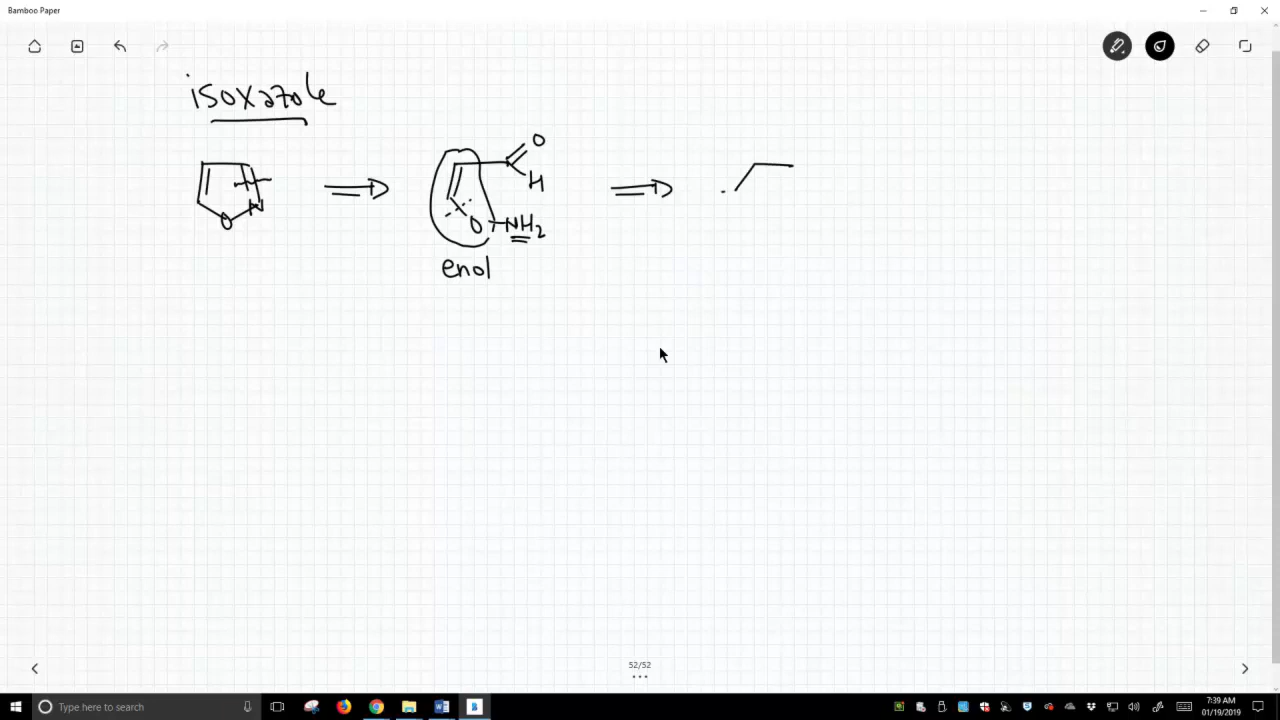 Bamboo Paper
isoxazole
O
H
N
O
O
NH2
enol
52/52
Type here to search
7:39 AM
01/19/2019